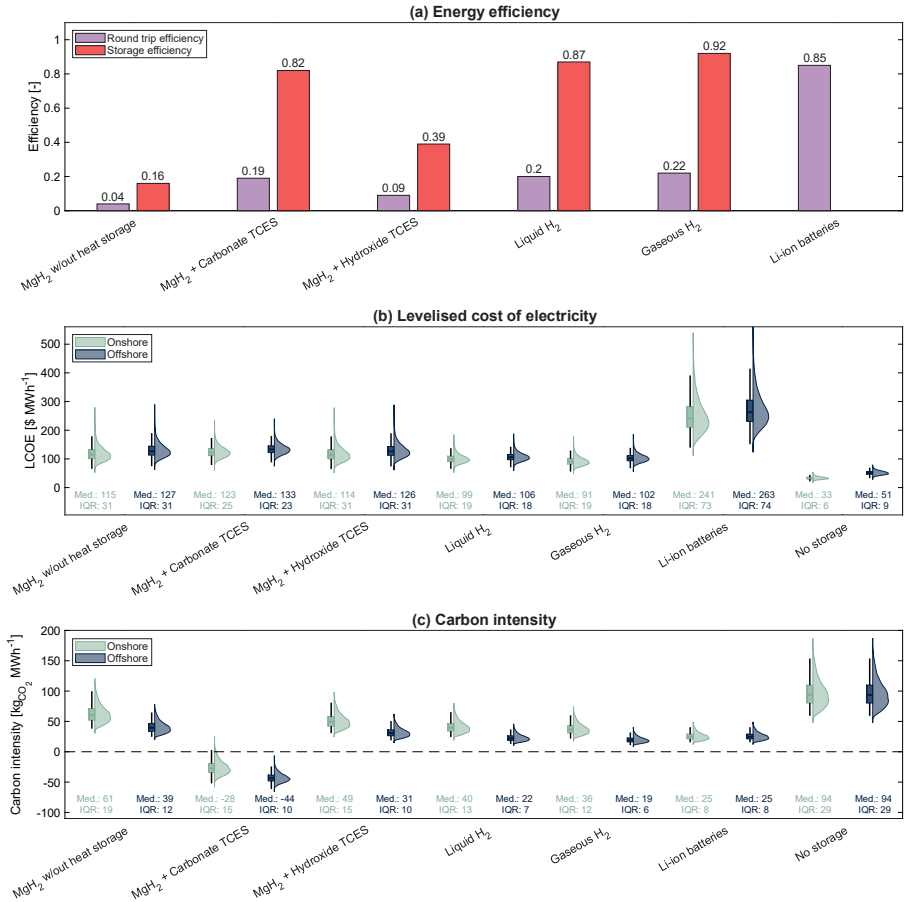 (a) Energy efficiency
Round trip efficiency
Storage efficiency
Efficiency [-]
1
0.8
0.6
0.4
0.2
0
0.04
0.16
0.19
0.82
0.09
0.39
0.2
0.87
0.22
0.92
0.85
MgH2 w/out heat storage
MgH2 + Carbonate TCES
MgH2 + Hydroxide TCES
Liquid H2
Gaseous H2
Li-ion batteries
(b) Levelised cost of electricity
Onshore
Offshore
LCOE [$ MWh-1]
500
400
300
200
100
0
Med.: 115 Med.: 127 Med.: 123 Med.: 133 Med.: 114 Med.: 126 Med.: 99 Med.: 106 Med.: 91 Med.: 102 Med.: 241 Med.: 263 Med.: 33 Med.: 51
IQR: 31 IQR: 31 IQR: 25 IQR: 23 IQR: 31 IQR: 31 IQR: 19 IQR: 18 IQR: 19 IQR: 18 IQR: 73 IQR: 74 IQR: 6 IQR: 9
MgH2 w/out heat storage
MgH2 + Carbonate TCES
MgH2 + Hydroxide TCES
Liquid H2
Gaseous H2
Li-ion batteries
No storage
(c) Carbon intensity
Onshore
Offshore
Carbon intensity [kgCO2 MWh-1]
200
150
100
50
0
-50
-100
Med.: 61 Med.: 39 Med.: -28 Med.: -44 Med.: 49 Med.: 31 Med.: 40 Med.: 22 Med.: 36 Med.: 19 Med.: 25 Med.: 25 Med.: 94 Med.: 94
IQR: 19 IQR: 12 IQR: 15 IQR: 10 IQR: 15 IQR: 10 IQR: 13 IQR: 7 IQR: 12 IQR: 6 IQR: 8 IQR: 8 IQR: 29 IQR: 29
MgH2 w/out heat storage
MgH2 + Carbonate TCES
MgH2 + Hydroxide TCES
Liquid H2
Gaseous H2
Li-ion batteries
No storage